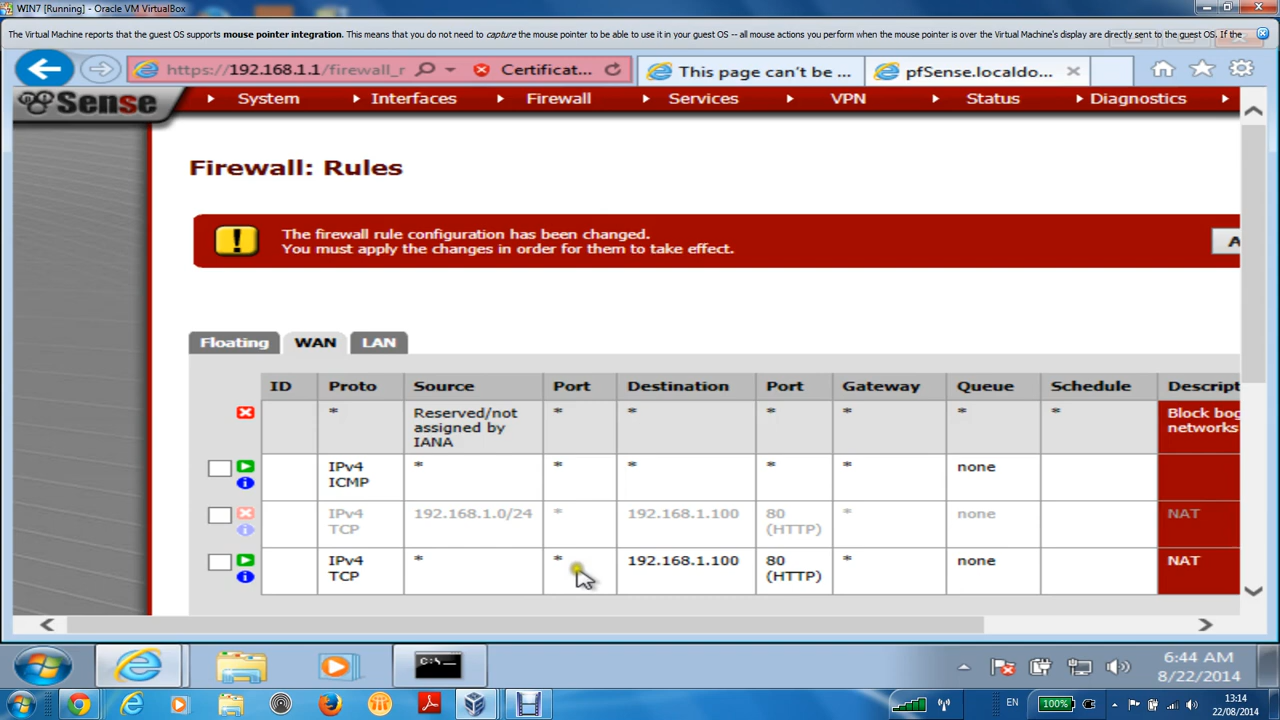 WIN7 [Running] - Oracle VM VirtualBox
The Virtual Machine reports that the guest OS supports mouse pointer integration. This means that you do not need to capture the mouse pointer to be able to use it in your guest OS -- all mouse actions you perform when the mouse pointer is over the Virtual Machine's display are directly sent to the guest OS. If the
https://192.168.1.1/firewall_r Certificat... This page can't be ... pfSense.localdo...
Sense System Interfaces Firewall Services VPN Status Diagnostics
Firewall: Rules
The firewall rule configuration has been changed.
You must apply the changes in order for them to take effect.
A
Floating WAN LAN
ID Proto Source Port Destination Port Gateway Queue Schedule Descript
* Reserved/not * * * * * * Block bog
assigned by networks
IANA
IPv4 * * * * * none
ICMP
IPv4 192.168.1.0/24 * 192.168.1.100 80 * none NAT
TCP (HTTP)
IPv4 * * 192.168.1.100 80 * none NAT
TCP (HTTP)
C:\
6:44 AM
8/22/2014
EN 100% 13:14
22/08/2014